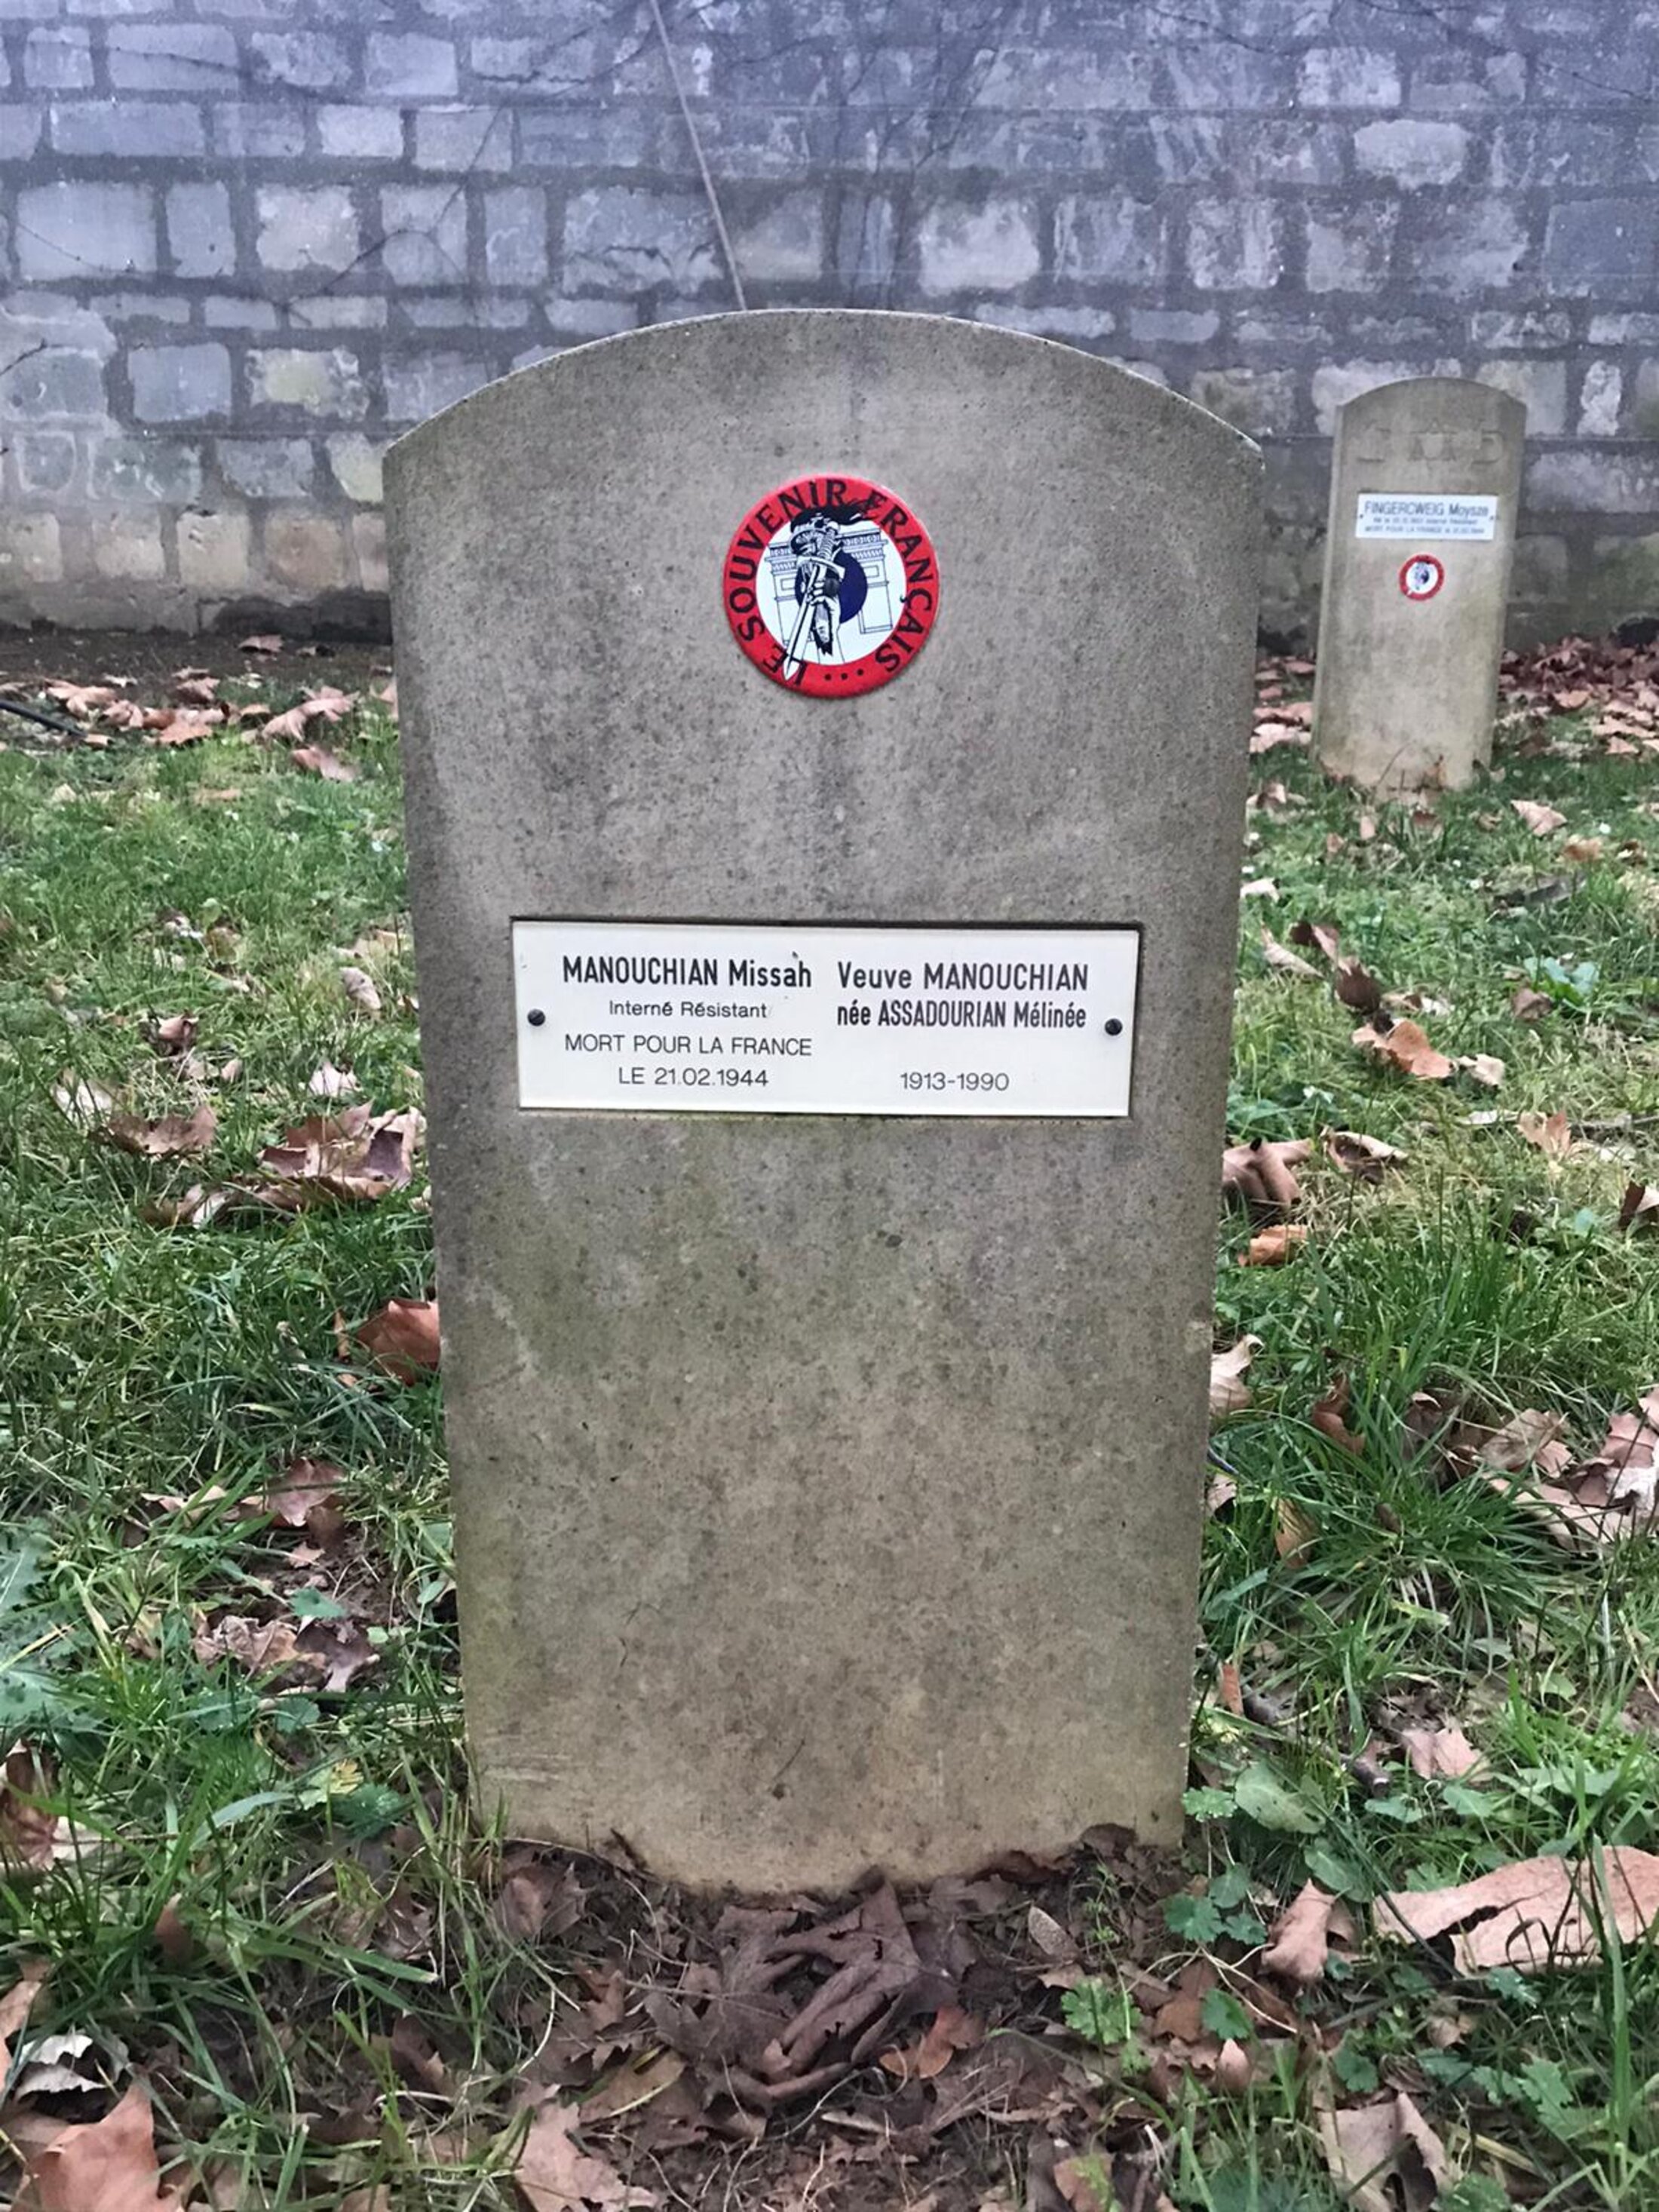 LE SOUVENIR FRANÇAIS...
MANOUCHIAN Missah
Interné Résistant
MORT POUR LA FRANCE
LE 21.02.1944
Veuve MANOUCHIAN
née ASSADOURIAN Mélinée
1913-1990
FINGERCWEIG Moysze
MORT POUR LA FRANCE